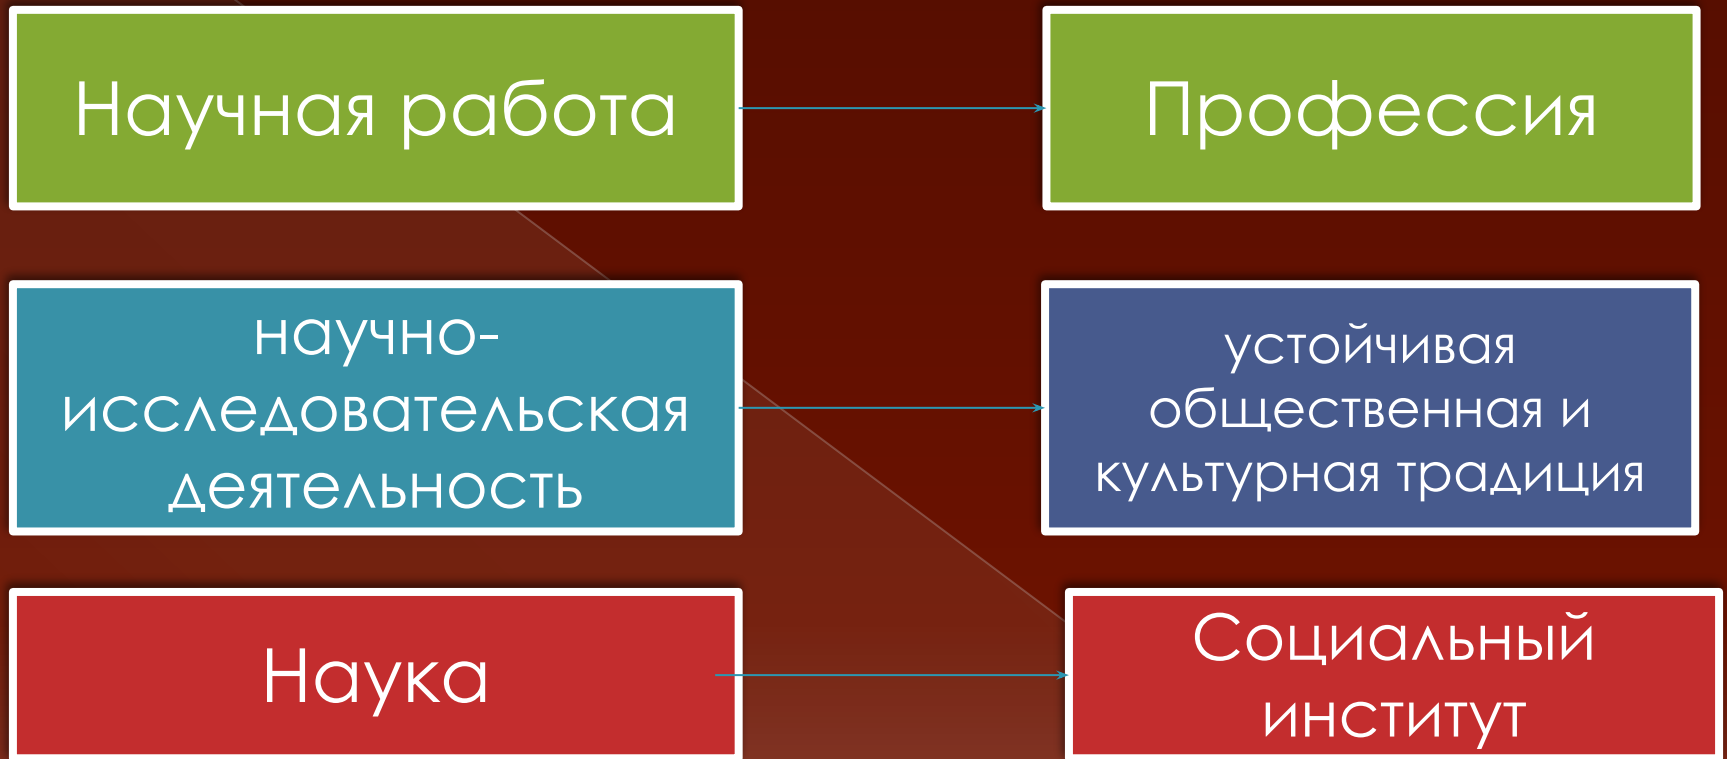 Научная работа
Профессия
научно-
исследовательская
деятельность
устойчивая
общественная и
культурная традиция
Наука
Социальный
институт